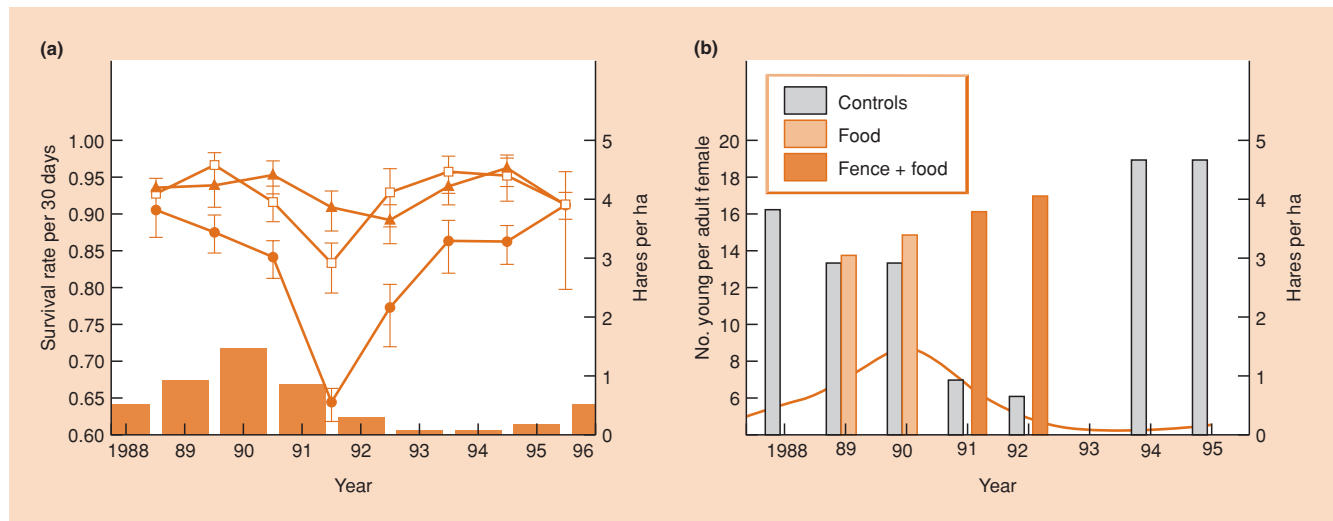 (a)
Survival rate per 30 days
1.00
0.95
0.90
0.85
0.80
0.75
0.70
0.65
0.60
Hares per ha
5
4
3
2
1
0
1988 89 90 91 92 93 94 95 96
Year
(b)
Controls
Food
Fence + food
No. young per adult female
20
18
16
14
12
10
8
6
Hares per ha
5
4
3
2
1
0
1988 89 90 91 92 93 94 95
Year